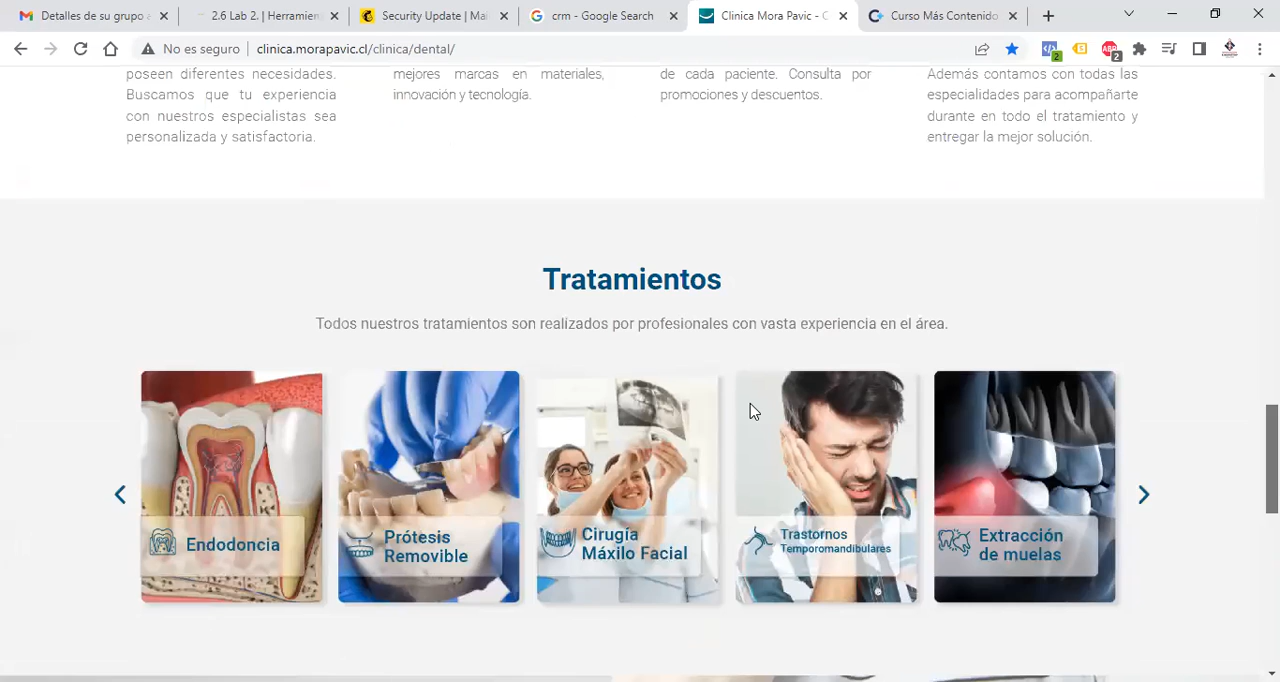 Detalles de su grupo a
2.6 Lab 2. | Herramien
Security Update | Mai
crm - Google Search
Clinica Mora Pavic - C
Curso Más Contenido
No es seguro
clinica.morapavic.cl/clinica/dental/
2
2
poseen diferentes necesidades.
Buscamos que tu experiencia
con nuestros especialistas sea
personalizada y satisfactoria.
mejores marcas en materiales,
innovación y tecnología.
de cada paciente. Consulta por
promociones y descuentos.
Además contamos con todas las
especialidades para acompañarte
durante en todo el tratamiento y
entregar la mejor solución.
Tratamientos
Todos nuestros tratamientos son realizados por profesionales con vasta experiencia en el área.
Endodoncia
Prótesis
Removible
Cirugía
Máxilo Facial
Trastornos
Temporomandibulares
Extracción
de muelas